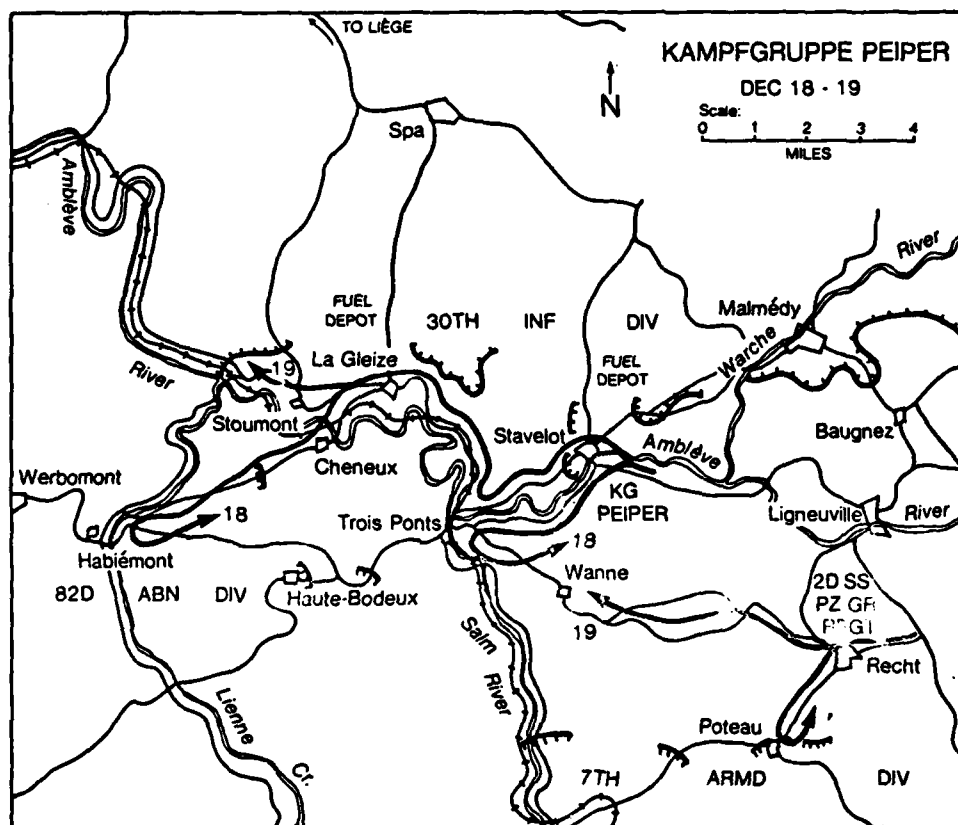 TO LIÈGE
KAMPFGRUPPE PEIPER
DEC 18 - 19
Scale:
0 1 2 3 4
MILES
N
Spa
Amblève
River
River
Malmédy
Warche
FUEL
DEPOT
30TH INF DIV
La Gleize
19
FUEL
DEPOT
Stoumont
Stavelot
Amblève
Baugnez
Cheneux
Werbomont
KG
PEIPER
Ligneuville
River
18
Trois Ponts
18
Habiémont
Wanne
82D ABN DIV
Haute-Bodeux
2D SS
PZ
19
Salm
River
Recht
Lienne
Cr.
Poteau
7TH ARMD DIV